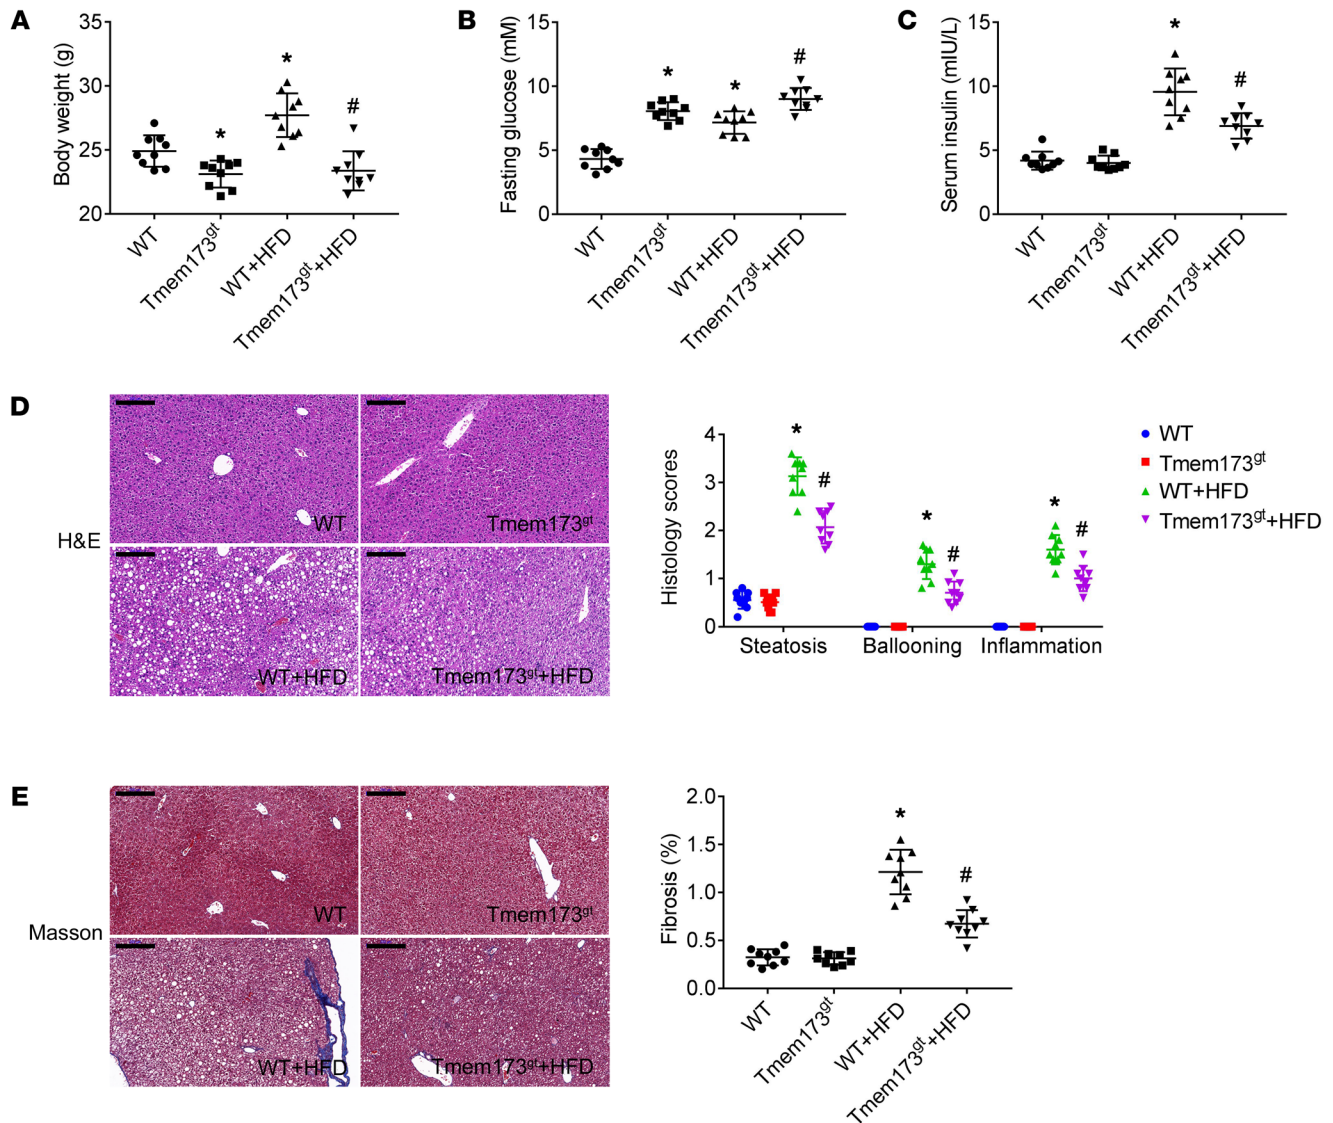 A
Body weight (g)
35
30
25
20
*
*
#
WT
Tmem173gt
WT+HFD
Tmem173gt+HFD
B
Fasting glucose (mM)
15
10
5
0
*
*
#
WT
Tmem173gt
WT+HFD
Tmem173gt+HFD
C
Serum insulin (mIU/L)
15
10
5
0
*
#
WT
Tmem173gt
WT+HFD
Tmem173gt+HFD
D
H&E
WT
Tmem173gt
WT+HFD
Tmem173gt+HFD
Histology scores
4
3
2
1
0
*
#
*
#
*
#
Steatosis
Ballooning
Inflammation
WT
Tmem173gt
WT+HFD
Tmem173gt+HFD
E
Masson
WT
Tmem173gt
WT+HFD
Tmem173gt+HFD
Fibrosis (%)
2.0
1.5
1.0
0.5
0.0
*
#
WT
Tmem173gt
WT+HFD
Tmem173gt+HFD